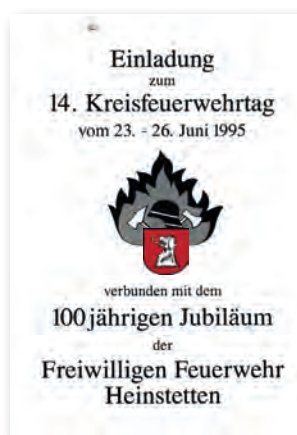 Einladung
zum
14. Kreisfeuerwehrtag
vom 23. - 26. Juni 1995
verbunden mit dem
100jährigen Jubiläum
der
Freiwilligen Feuerwehr
Heinstetten